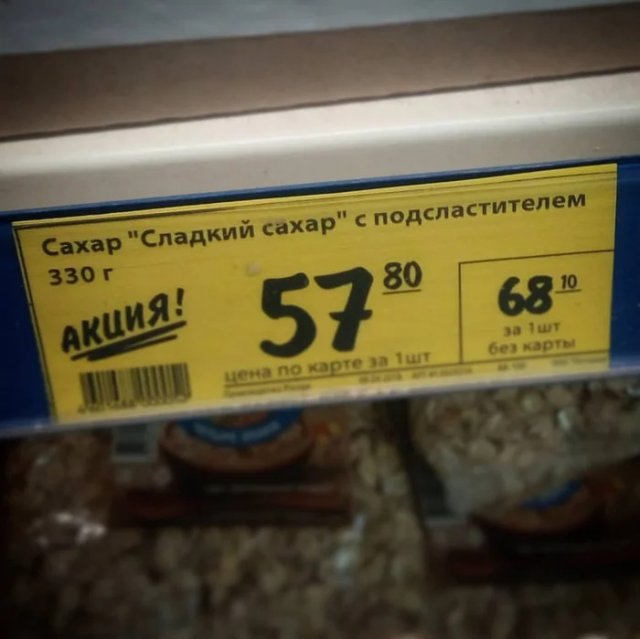 Сахар "Сладкий сахар" с подсластителем
330 г
АКЦИЯ!
57 80
цена по карте за 1шт
68 10
за 1шт
без карты